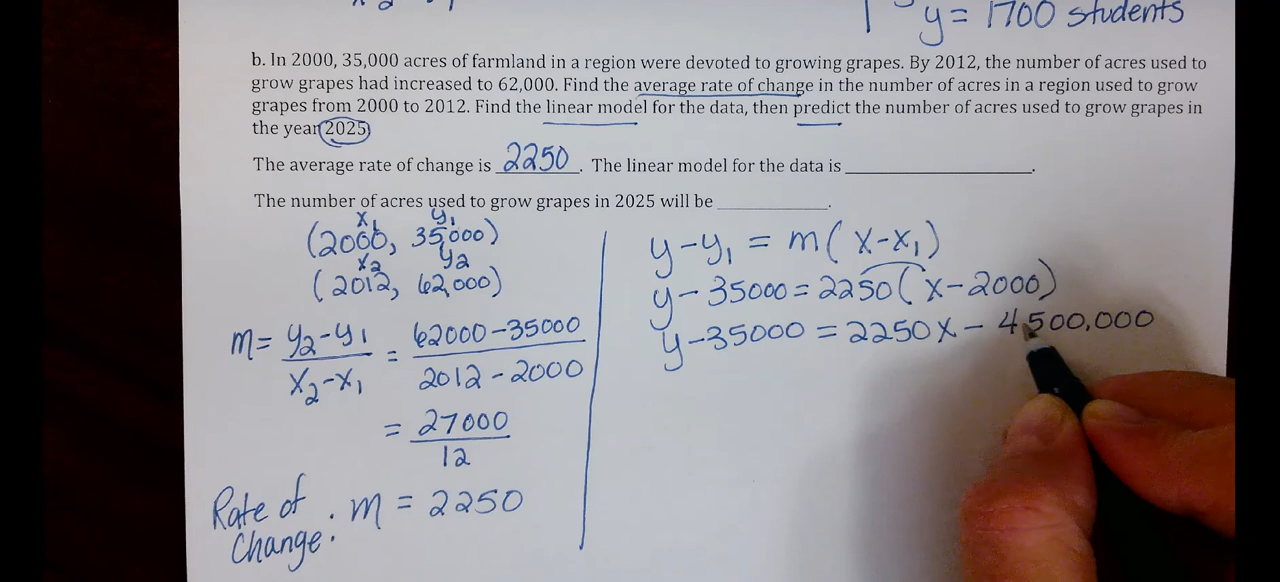 y = 1700 students
b. In 2000, 35,000 acres of farmland in a region were devoted to growing grapes. By 2012, the number of acres used to
grow grapes had increased to 62,000. Find the average rate of change in the number of acres in a region used to grow
grapes from 2000 to 2012. Find the linear model for the data, then predict the number of acres used to grow grapes in
the year 2025
The average rate of change is 2250. The linear model for the data is ____________________.
The number of acres used to grow grapes in 2025 will be ____________.
x₁ y₁
(2000, 35,000)
x₂ y₂
(2012, 62,000)
m = y₂-y₁ / x₂-x₁ = 62000-35000 / 2012-2000
= 27000 / 12
Rate of Change: m = 2250
y-y₁ = m(x-x₁)
y-35000 = 2250(x-2000)
y-35000 = 2250x - 4,500,000